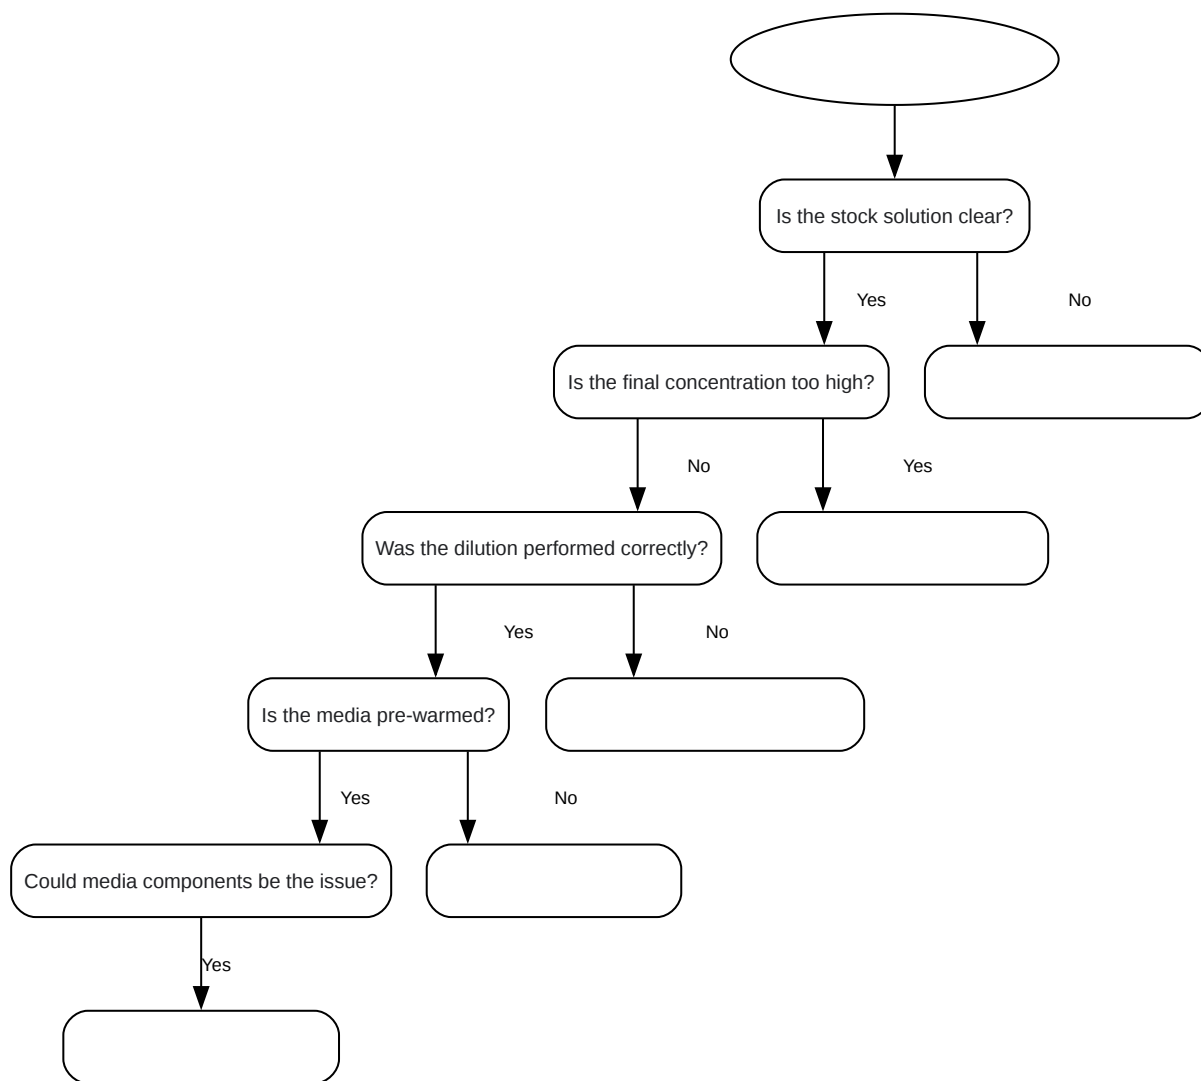 Is the stock solution clear?
Yes
No
Is the final concentration too high?
No
Yes
Was the dilution performed correctly?
Yes
No
Is the media pre-warmed?
Yes
No
Could media components be the issue?
Yes